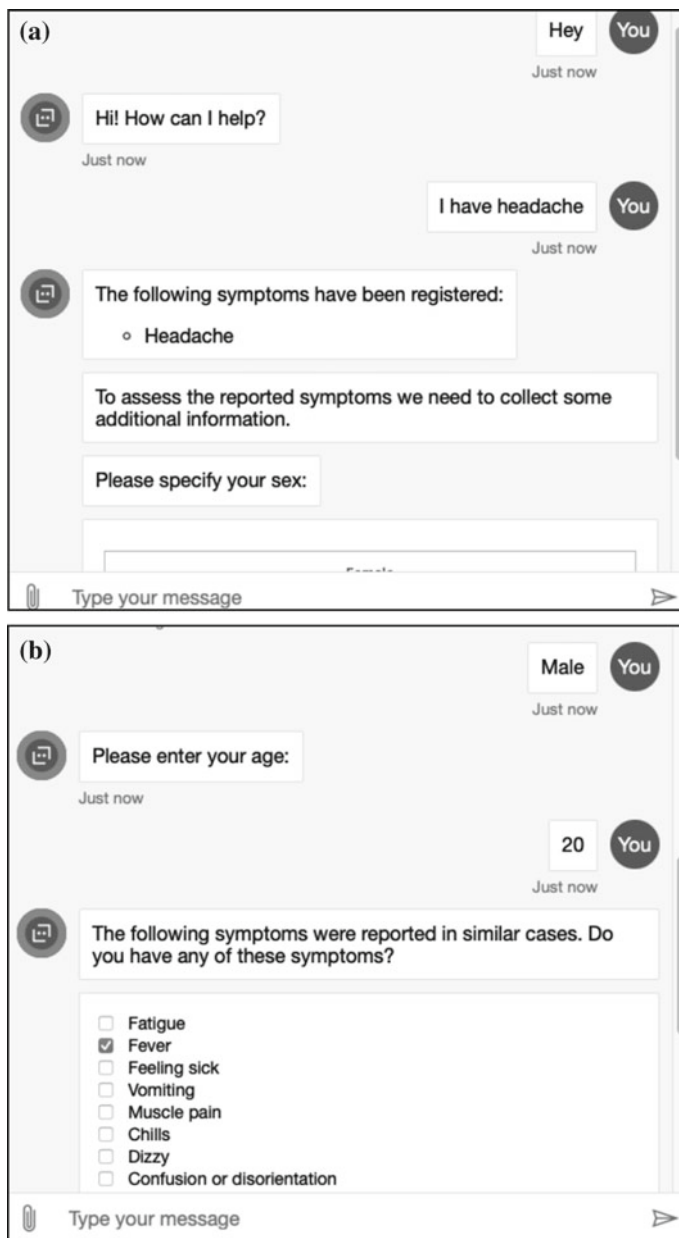 (a)
Hey
You
Just now
Hi! How can I help?
Just now
I have headache
You
Just now
The following symptoms have been registered:
Headache
To assess the reported symptoms we need to collect some
additional information.
Please specify your sex:
Type your message
(b)
Male
You
Just now
Please enter your age:
Just now
20
You
Just now
The following symptoms were reported in similar cases. Do
you have any of these symptoms?
Fatigue
Fever
Feeling sick
Vomiting
Muscle pain
Chills
Dizzy
Confusion or disorientation
Type your message